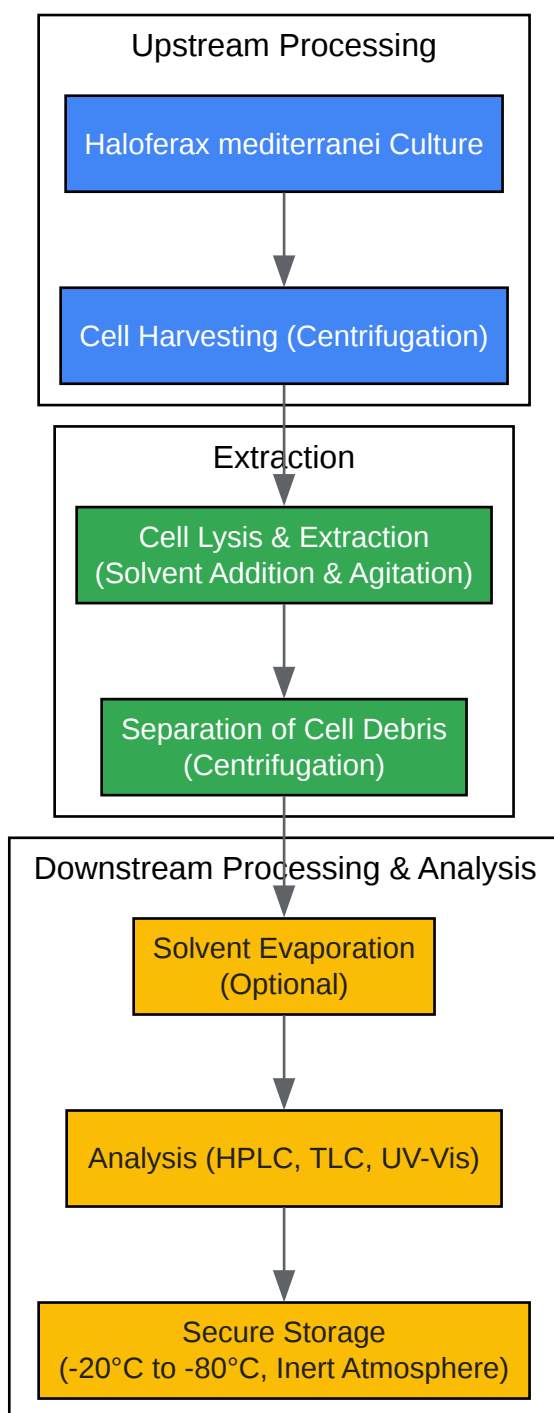 Upstream Processing
Haloferax mediterranei Culture
Cell Harvesting (Centrifugation)
Extraction
Cell Lysis & Extraction
(Solvent Addition & Agitation)
Separation of Cell Debris
(Centrifugation)
Downstream Processing & Analysis
Solvent Evaporation
(Optional)
Analysis (HPLC, TLC, UV-Vis)
Secure Storage
(-20°C to -80°C, Inert Atmosphere)